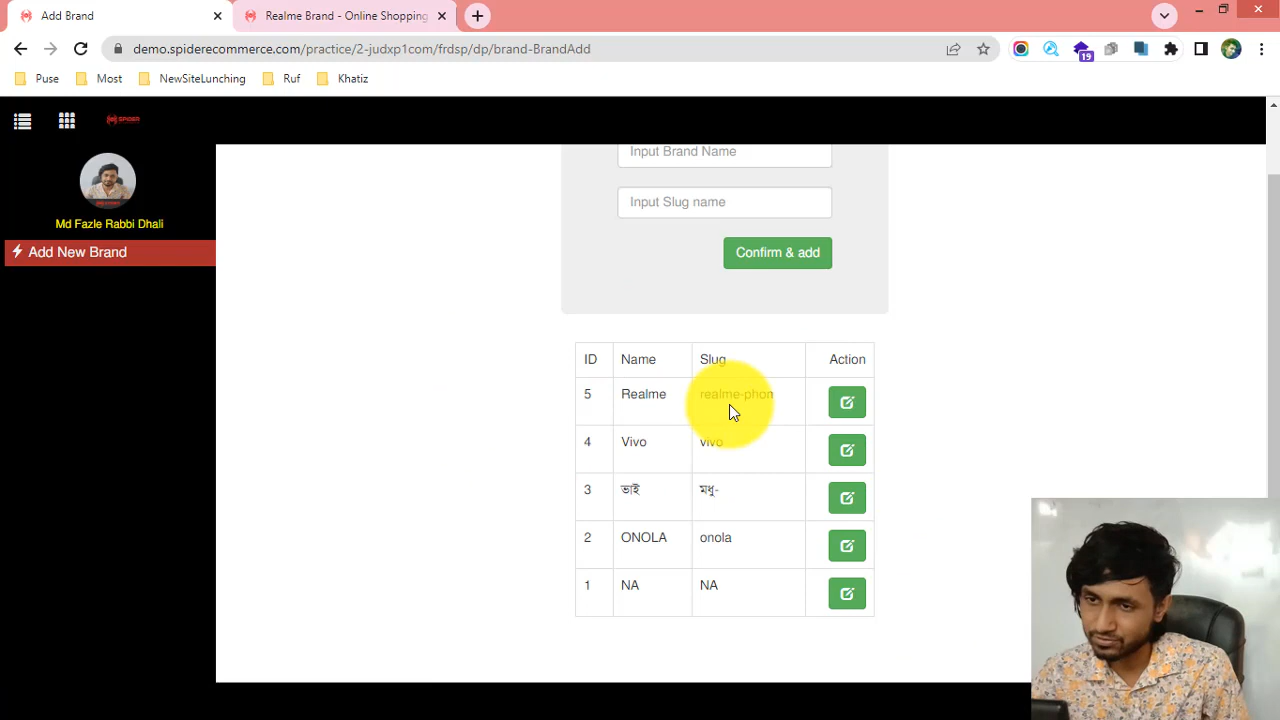 Add Brand
Realme Brand - Online Shopping
demo.spiderecommerce.com/practice/2-judxp1com/frdsp/dp/brand-BrandAdd
19
Puse
Most
NewSiteLunching
Ruf
Khatiz
SPIDER
Md Fazle Rabbi Dhali
Add New Brand
Input Brand Name
Input Slug name
Confirm & add
ID Name Slug Action
5 Realme realme-phon
4 Vivo vivo
3 ভাই মধু-
2 ONOLA onola
1 NA NA